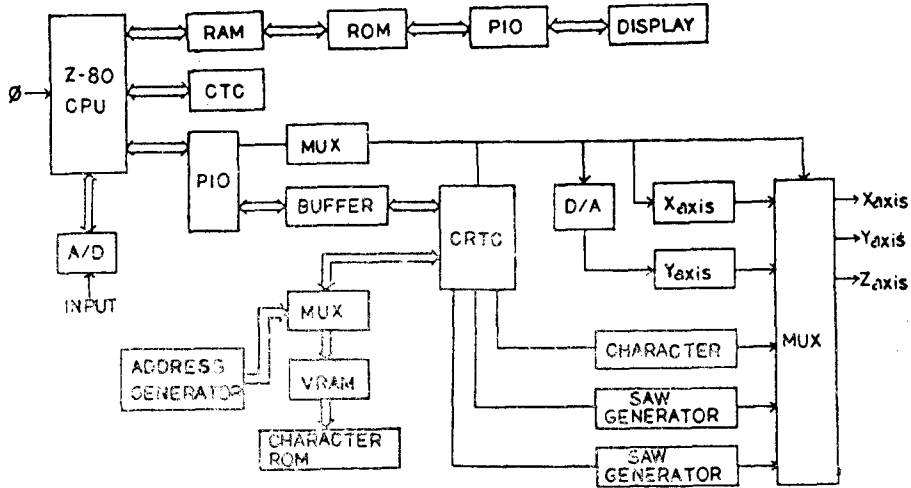 RAM
ROM
PIO
DISPLAY
Z-80
CPU
Ø
CTC
PIO
MUX
BUFFER
CRTC
D/A
Xaxis
Yaxis
MUX
Xaxis
Yaxis
Zaxis
A/D
INPUT
MUX
ADDRESS
GENERATOR
VRAM
CHARACTER
ROM
CHARACTER
SAW
GENERATOR
SAW
GENERATOR